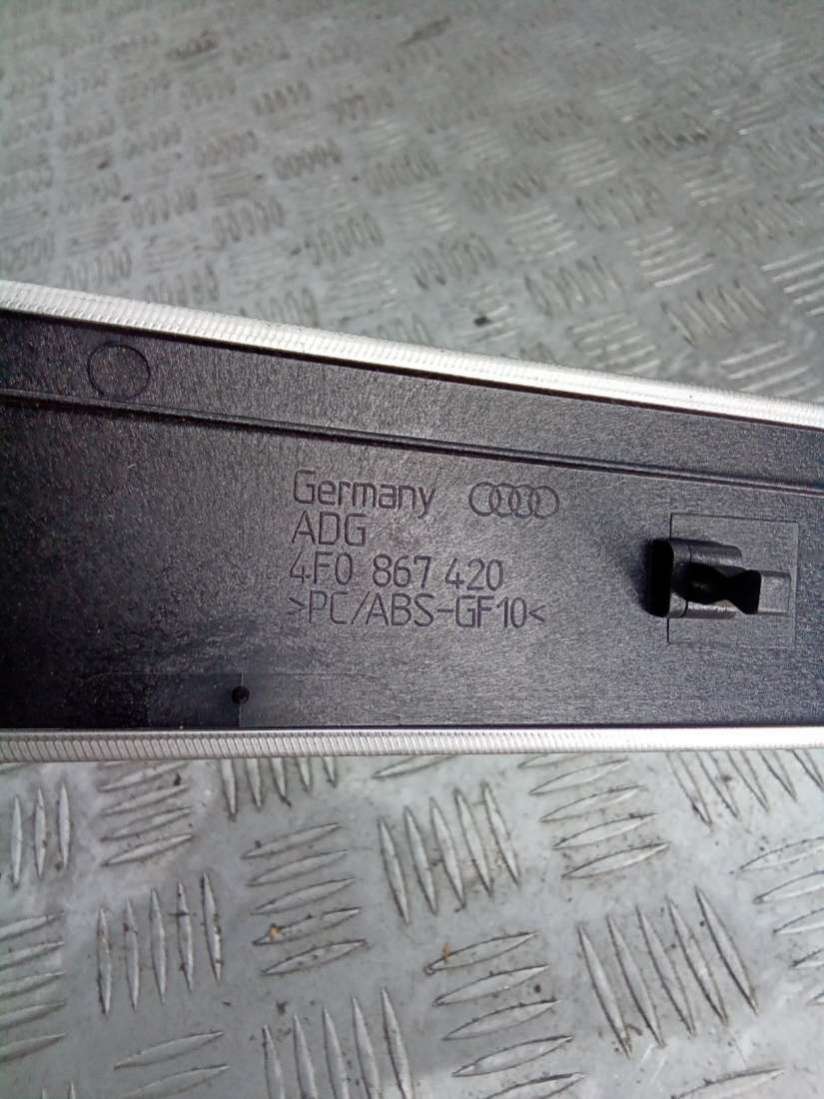 Germany
ADG
4F0 867 420
>PC/ABS-GF10<